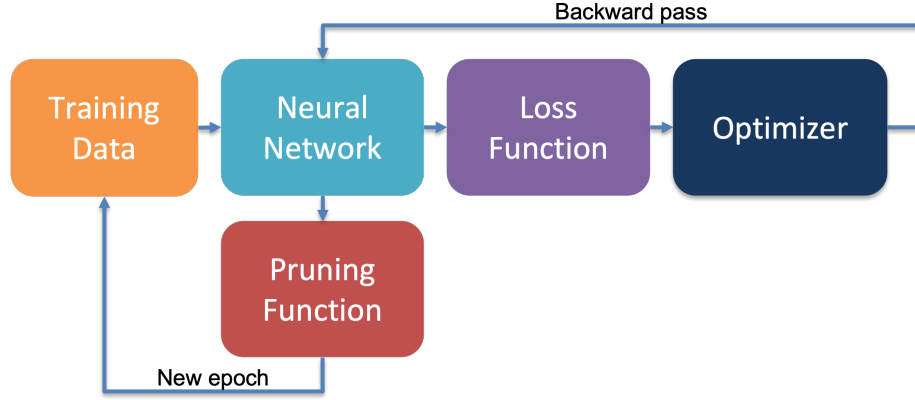 Backward pass
Training
Data
Neural
Network
Loss
Function
Optimizer
Pruning
Function
New epoch